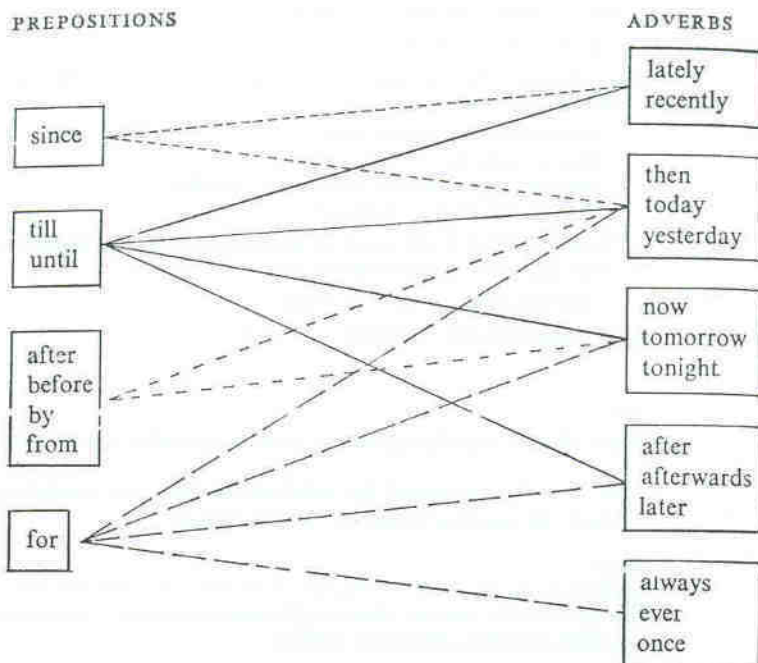 PREPOSITIONS
since
till
until
after
before
by
from
for
ADVERBS
lately
recently
then
today
yesterday
now
tomorrow
tonight
after
afterwards
later
always
ever
once